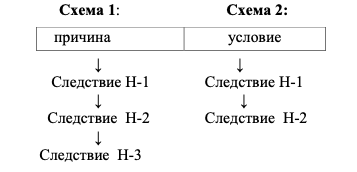 Схема 1: Схема 2:
причина условие
↓ ↓
Следствие Н-1 Следствие Н-1
↓ ↓
Следствие Н-2 Следствие Н-2
↓
Следствие Н-3